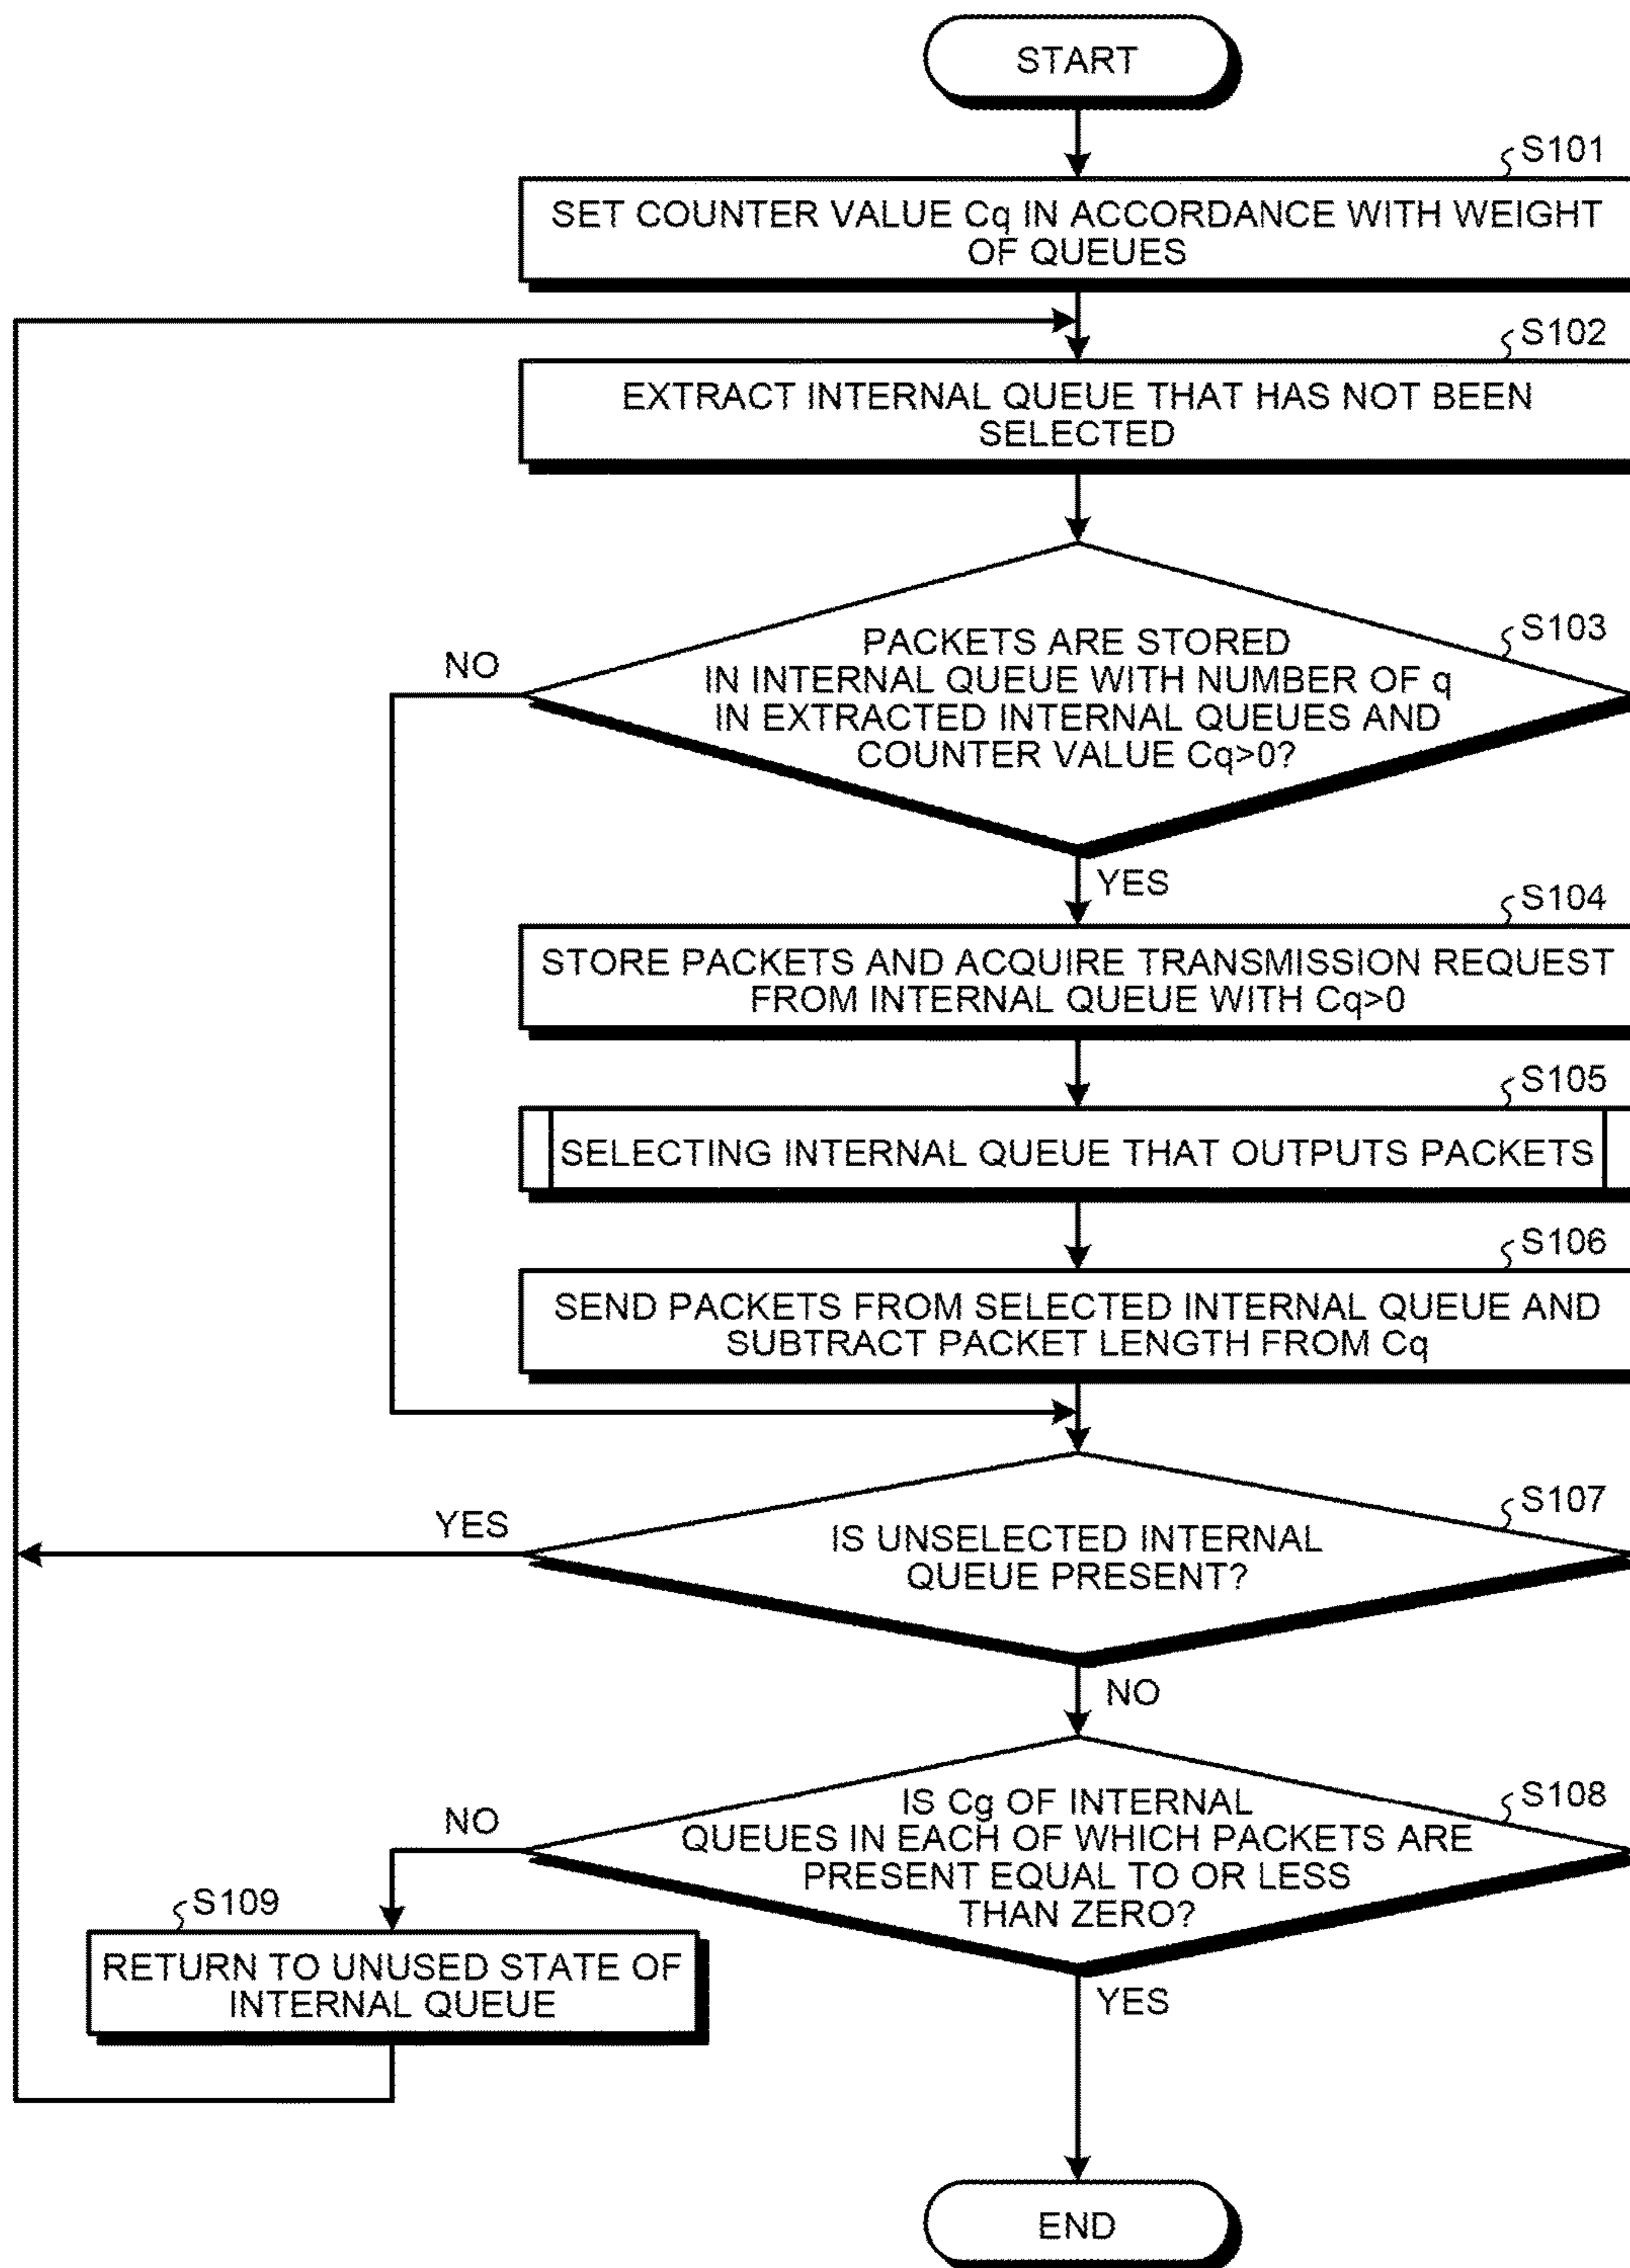 START
S101
SET COUNTER VALUE Cq IN ACCORDANCE WITH WEIGHT
OF QUEUES
S102
EXTRACT INTERNAL QUEUE THAT HAS NOT BEEN
SELECTED
S103
NO
PACKETS ARE STORED
IN INTERNAL QUEUE WITH NUMBER OF q
IN EXTRACTED INTERNAL QUEUES AND
COUNTER VALUE Cq>0?
YES
S104
STORE PACKETS AND ACQUIRE TRANSMISSION REQUEST
FROM INTERNAL QUEUE WITH Cq>0
S105
SELECTING INTERNAL QUEUE THAT OUTPUTS PACKETS
S106
SEND PACKETS FROM SELECTED INTERNAL QUEUE AND
SUBTRACT PACKET LENGTH FROM Cq
S107
YES
IS UNSELECTED INTERNAL
QUEUE PRESENT?
NO
S108
NO
IS Cg OF INTERNAL
QUEUES IN EACH OF WHICH PACKETS ARE
PRESENT EQUAL TO OR LESS
THAN ZERO?
S109
RETURN TO UNUSED STATE OF
INTERNAL QUEUE
YES
END